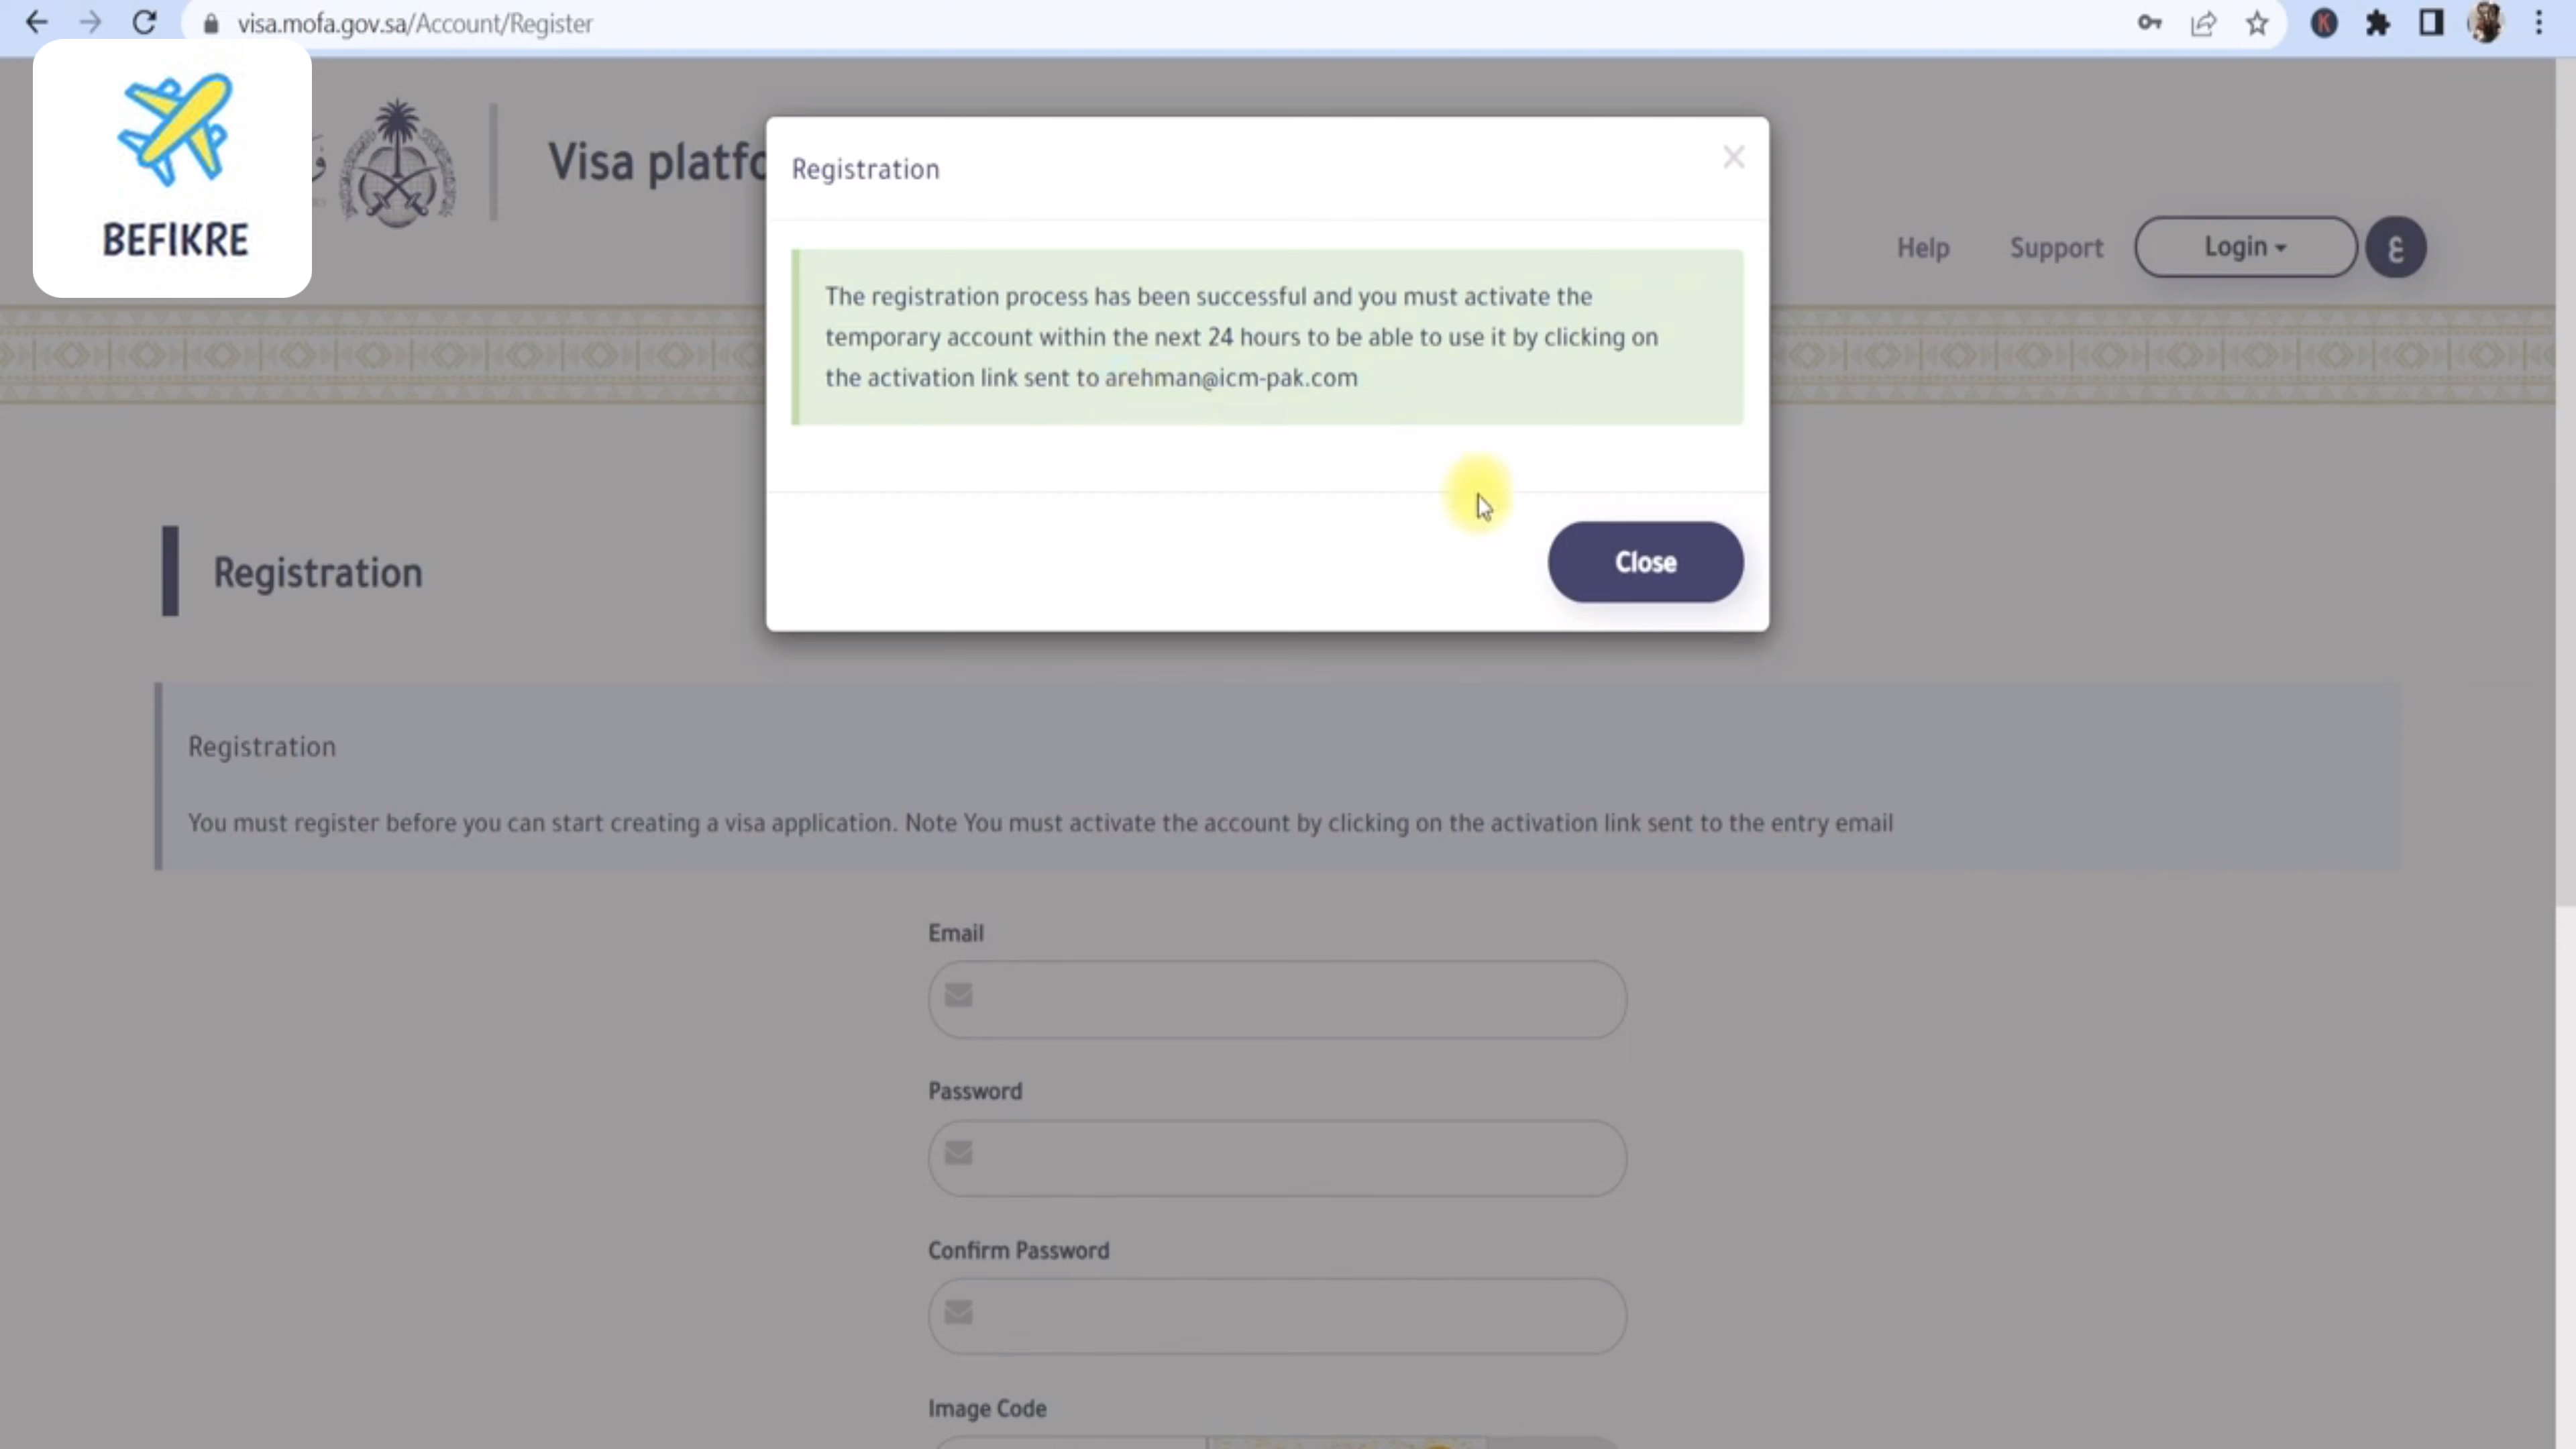 visa.mofa.gov.sa/Account/Register
BEFIKRE
Visa
Help
Support
Login
ع
Registration
The registration process has been successful and you must activate the
temporary account within the next 24 hours to be able to use it by clicking on
the activation link sent to arehman@icm-pak.com
Close
Registration
Registration
You must register before you can start creating a visa application. Note You must activate the account by clicking on the activation link sent to the entry email
Email
Password
Confirm Password
Image Code